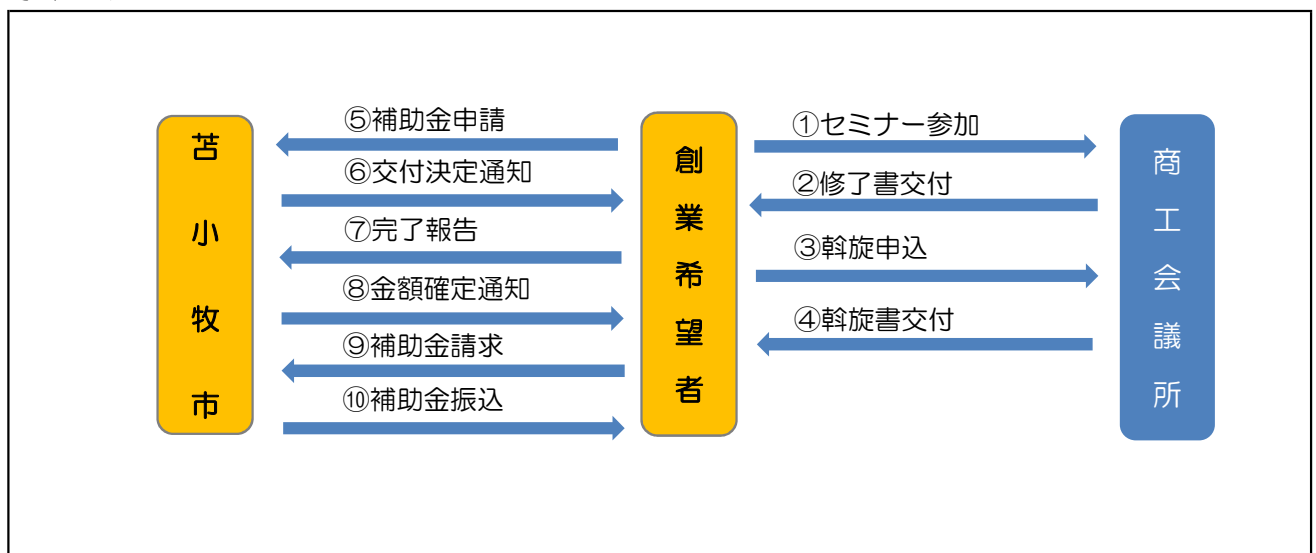 苫小牧市
⑤補助金申請
⑥交付決定通知
⑦完了報告
⑧金額確定通知
⑨補助金請求
⑩補助金振込
創業希望者
①セミナー参加
②修了書交付
③斡旋申込
④斡旋書交付
商工会議所